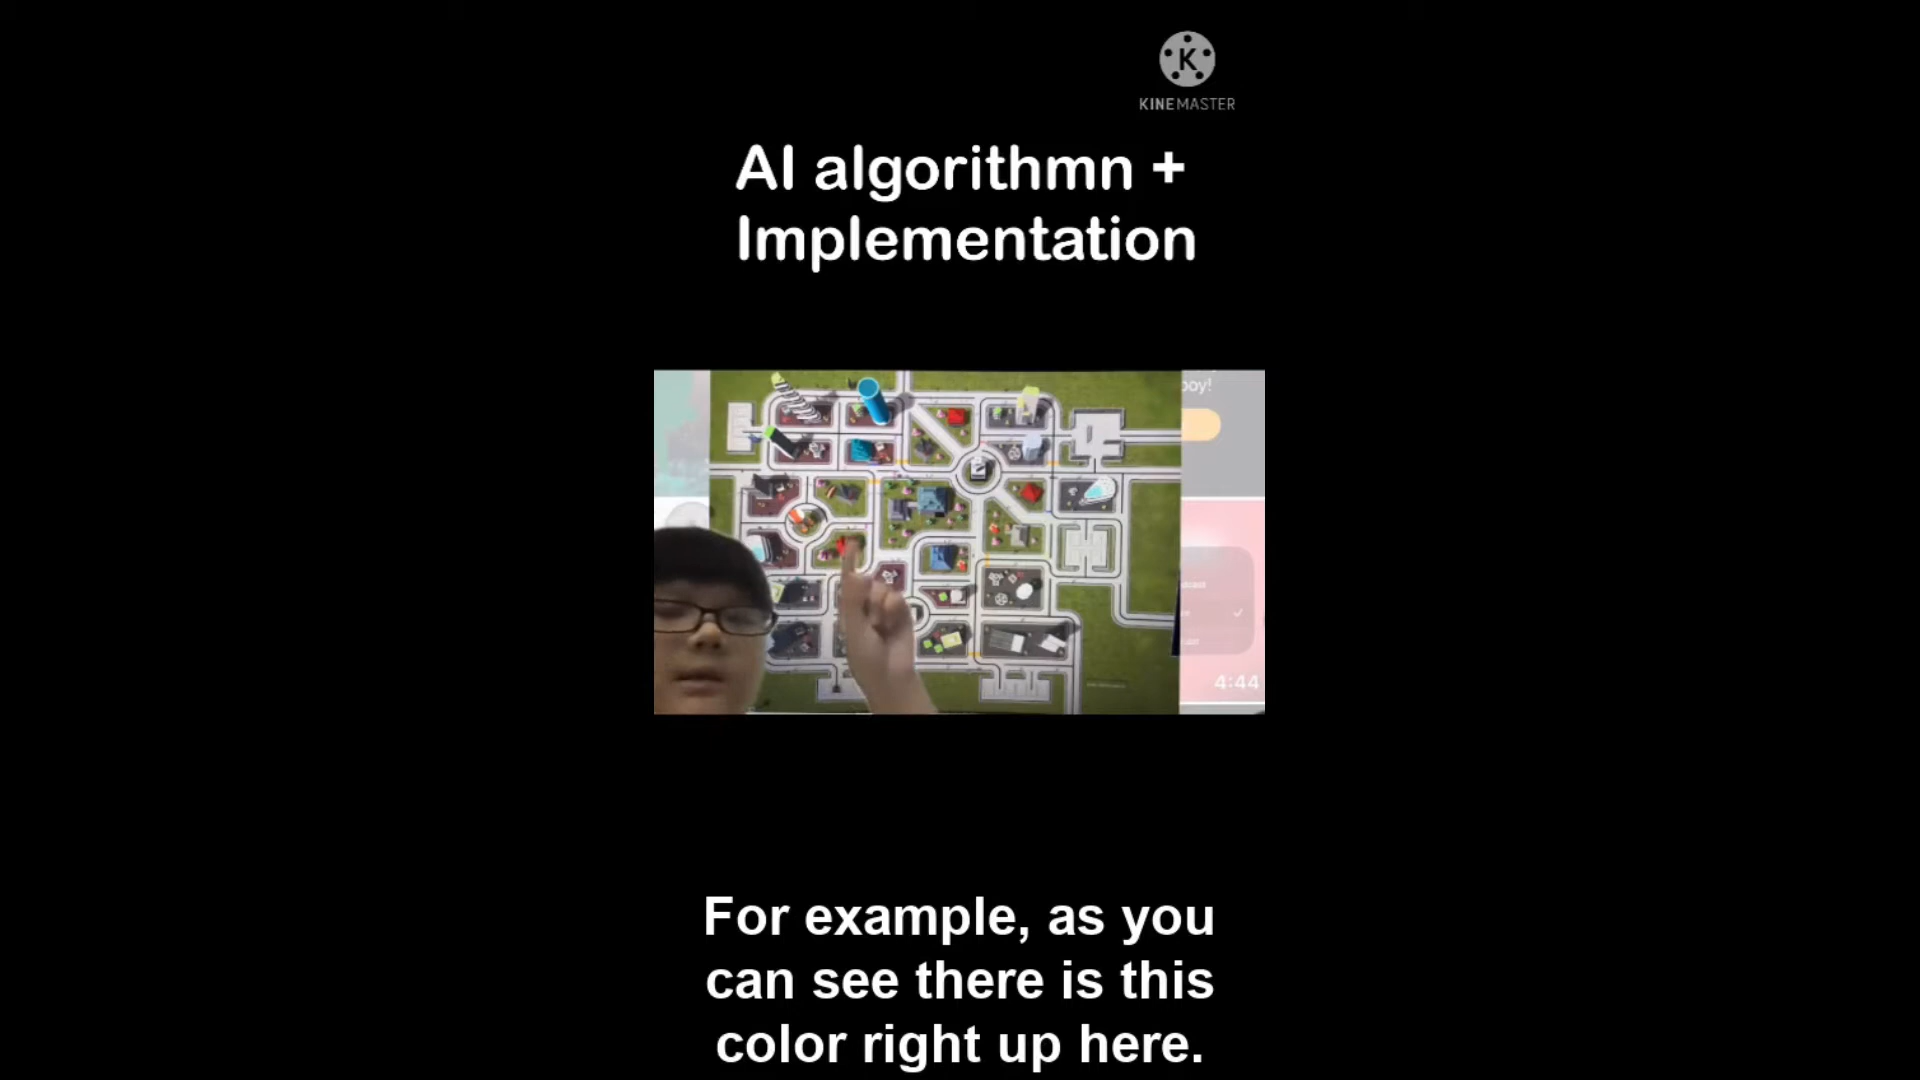 K
KINEMASTER
AI algorithmn +
Implementation
boy!
4:44
For example, as you
can see there is this
color right up here.